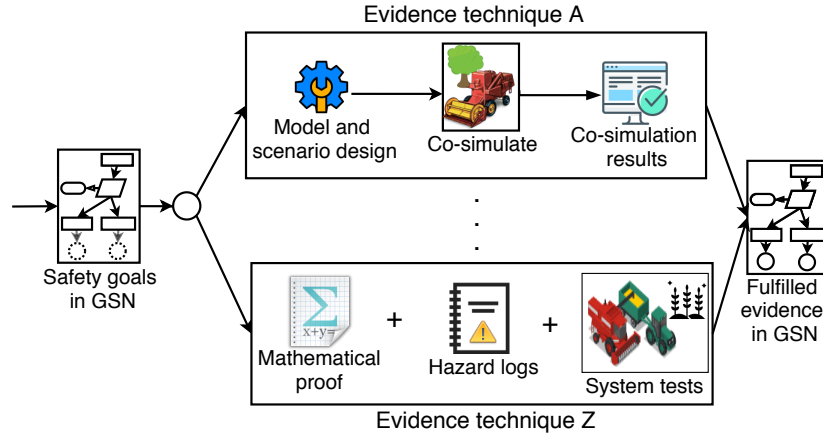 Evidence technique A
Model and
scenario design
Co-simulate
Co-simulation
results
Safety goals
in GSN
Fulfilled
evidence
in GSN
x+y=
Mathematical
proof
+
Hazard logs
+
System tests
Evidence technique Z